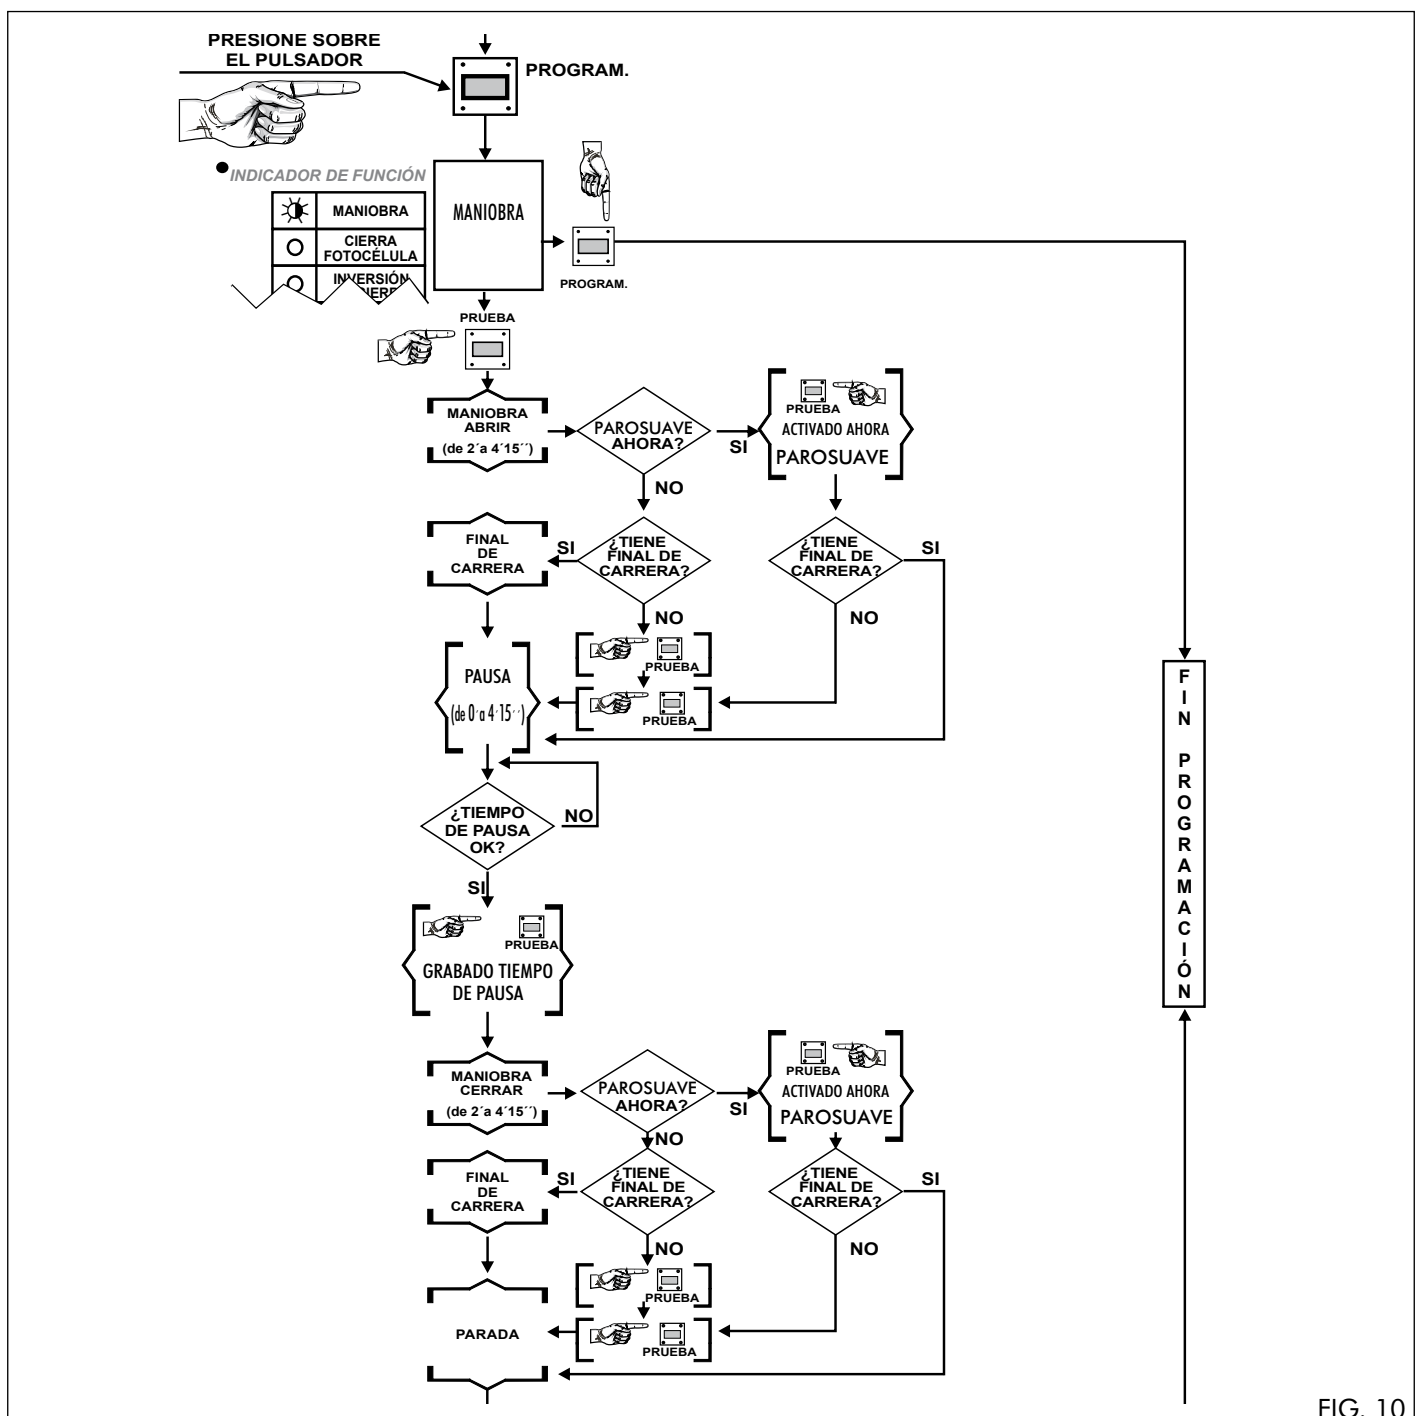 PRESIONE SOBRE
EL PULSADOR
PROGRAM.
INDICADOR DE FUNCIÓN
MANIOBRA
CIERRA
FOTOCÉLULA
INVERSIÓN
MANIOBRA
PROGRAM.
PRUEBA
MANIOBRA
ABRIR
(de 2´a 4´15´´)
PAROSUAVE
AHORA?
SI
PRUEBA
ACTIVADO AHORA
PAROSUAVE
NO
FINAL
DE
CARRERA
SI
¿TIENE
FINAL DE
CARRERA?
¿TIENE
FINAL DE
CARRERA?
SI
NO
NO
PRUEBA
PRUEBA
PAUSA
(de 0´a 4´15´´)
¿TIEMPO
DE PAUSA
OK?
NO
SI
PRUEBA
GRABADO TIEMPO
DE PAUSA
MANIOBRA
CERRAR
(de 2´a 4´15´´)
PAROSUAVE
AHORA?
SI
PRUEBA
ACTIVADO AHORA
PAROSUAVE
NO
FINAL
DE
CARRERA
SI
¿TIENE
FINAL DE
CARRERA?
¿TIENE
FINAL DE
CARRERA?
SI
NO
NO
PRUEBA
PRUEBA
PARADA
FIN PROGRAMACIÓN
FIG. 10